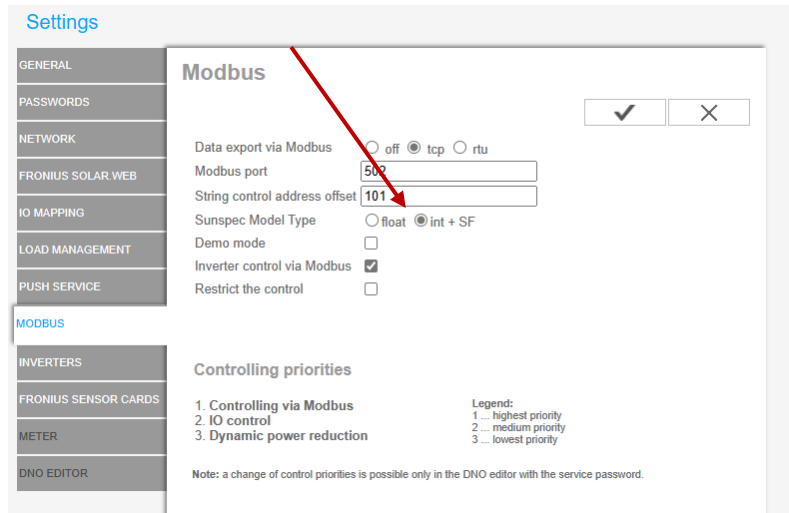 Settings
GENERAL
PASSWORDS
NETWORK
FRONIUS SOLAR.WEB
IO MAPPING
LOAD MANAGEMENT
PUSH SERVICE
MODBUS
INVERTERS
FRONIUS SENSOR CARDS
METER
DNO EDITOR
Modbus
Data export via Modbus off tcp rtu
Modbus port 502
String control address offset 101
Sunspec Model Type float int + SF
Demo mode
Inverter control via Modbus
Restrict the control
Controlling priorities
1. Controlling via Modbus
2. IO control
3. Dynamic power reduction
Legend:
1 ... highest priority
2 ... medium priority
3 ... lowest priority
Note: a change of control priorities is possible only in the DNO editor with the service password.